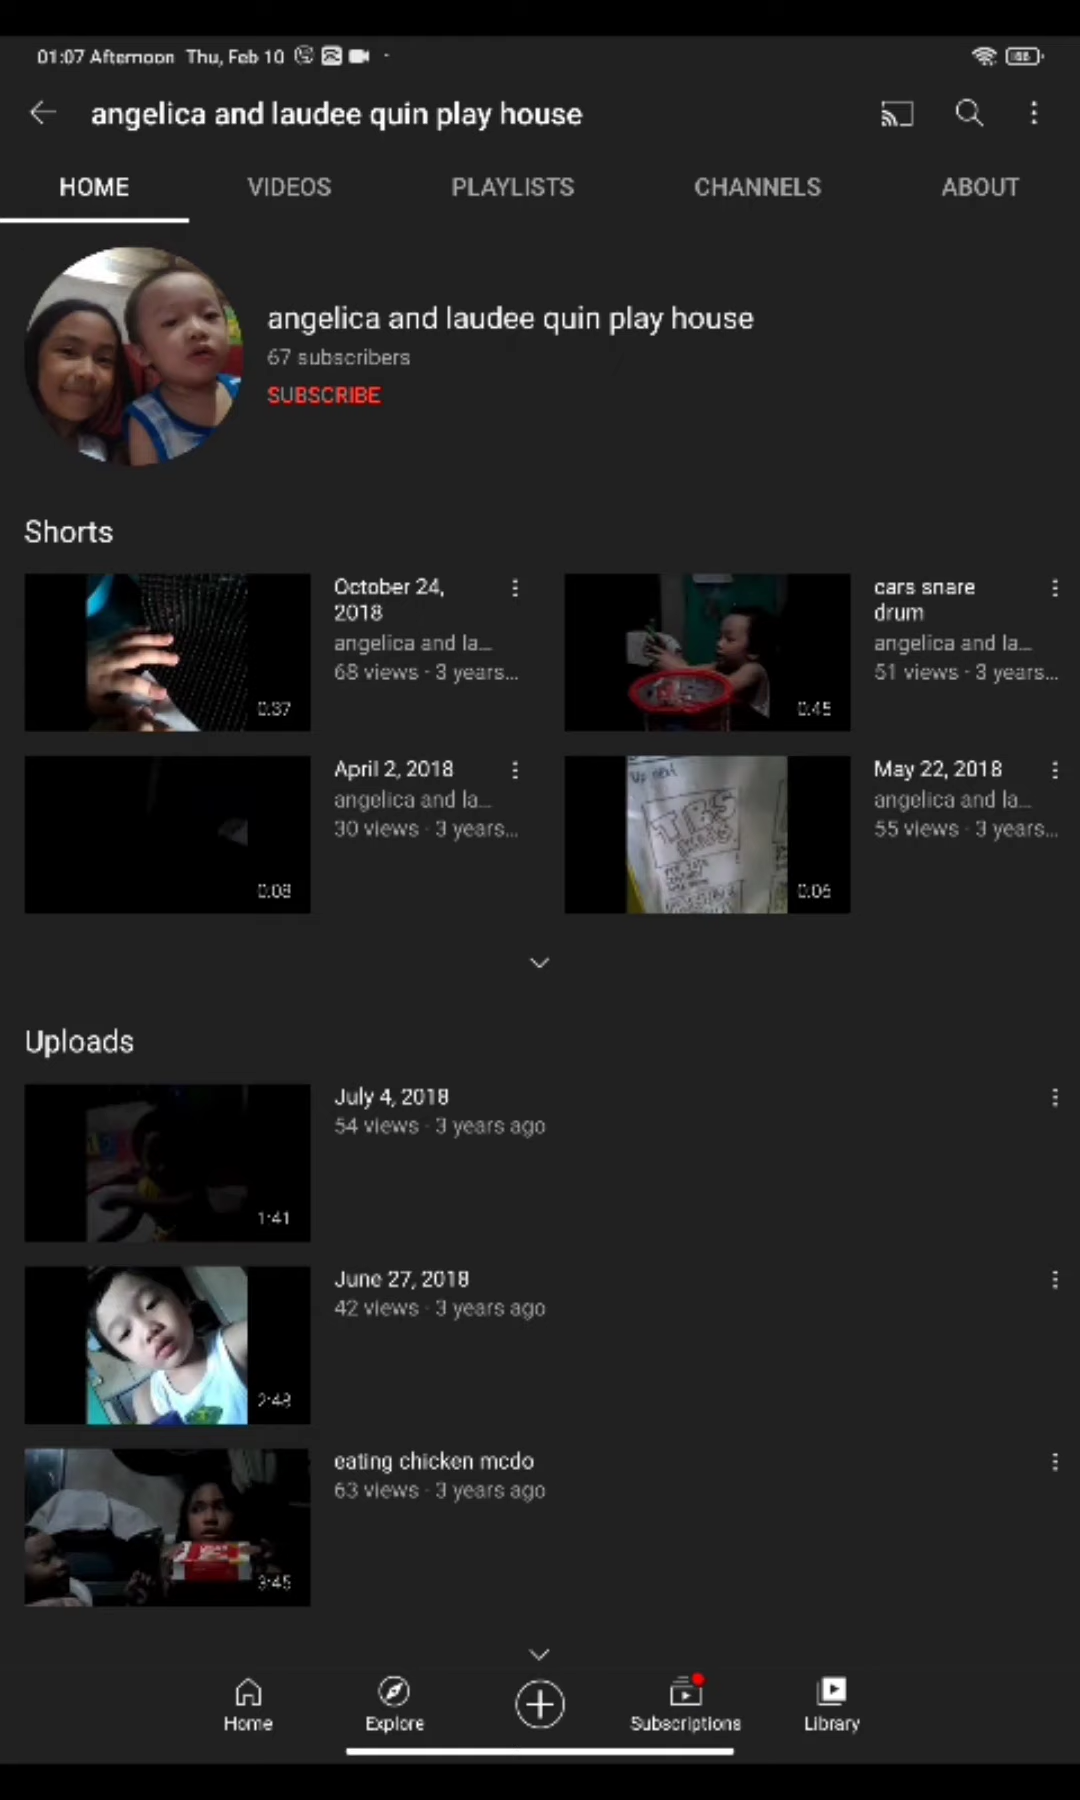 01:07 Afternoon Thu, Feb 10
angelica and laudee quin play house
HOME VIDEOS PLAYLISTS CHANNELS ABOUT
angelica and laudee quin play house
67 subscribers
SUBSCRIBE
Shorts
October 24,
2018
angelica and la...
68 views · 3 years...
0:37
cars snare
drum
angelica and la...
51 views · 3 years...
0:45
April 2, 2018
angelica and la...
30 views · 3 years...
0:08
Up next
TBS
May 22, 2018
angelica and la...
55 views · 3 years...
0:06
Uploads
July 4, 2018
54 views · 3 years ago
1:41
June 27, 2018
42 views · 3 years ago
2:48
eating chicken mcdo
63 views · 3 years ago
3:45
Home Explore Subscriptions Library